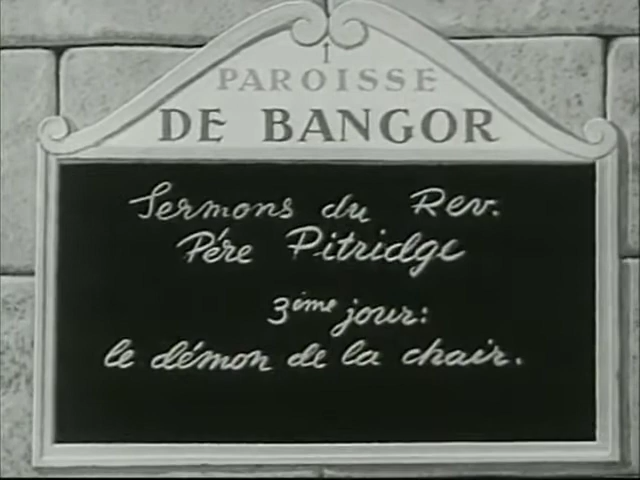 PAROISSE
DE BANGOR
Sermons du Rev.
Père Pitridge
3ème jour:
le démon de la chair.